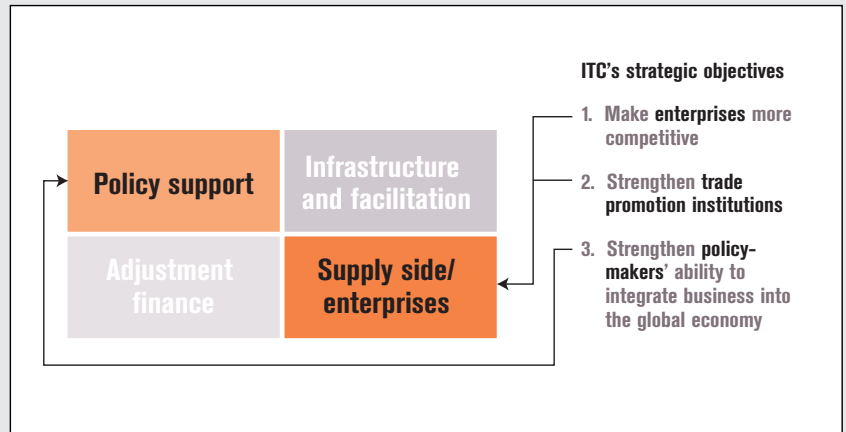 ITC's strategic objectives
1. Make enterprises more
competitive
2. Strengthen trade
promotion institutions
3. Strengthen policy-
makers' ability to
integrate business into
the global economy
Policy support
Infrastructure
and facilitation
Adjustment
finance
Supply side/
enterprises